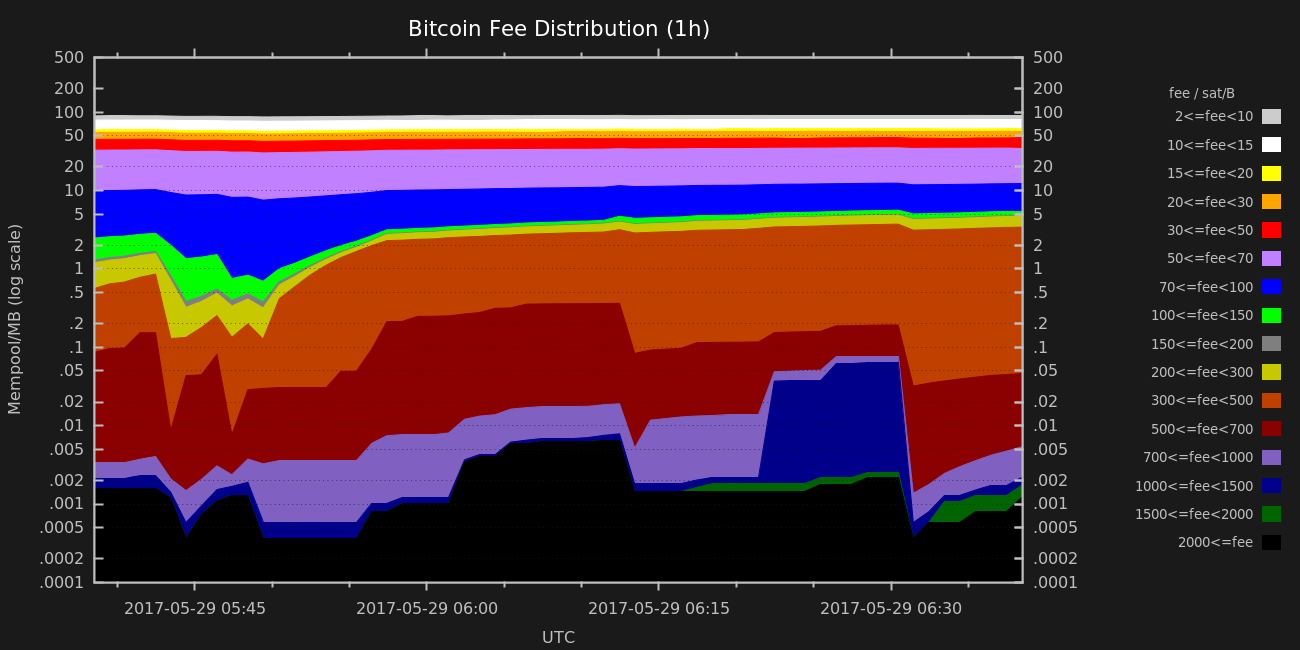 Bitcoin Fee Distribution (1h)
500
200
100
50
20
10
5
2
1
.5
.2
.1
.05
.02
.01
.005
.002
.001
.0005
.0002
.0001
Mempool/MB (log scale)
500
200
100
50
20
10
5
2
1
.5
.2
.1
.05
.02
.01
.005
.002
.001
.0005
.0002
.0001
2017-05-29 05:45
2017-05-29 06:00
2017-05-29 06:15
2017-05-29 06:30
UTC
fee / sat/B
2<=fee<10
10<=fee<15
15<=fee<20
20<=fee<30
30<=fee<50
50<=fee<70
70<=fee<100
100<=fee<150
150<=fee<200
200<=fee<300
300<=fee<500
500<=fee<700
700<=fee<1000
1000<=fee<1500
1500<=fee<2000
2000<=fee